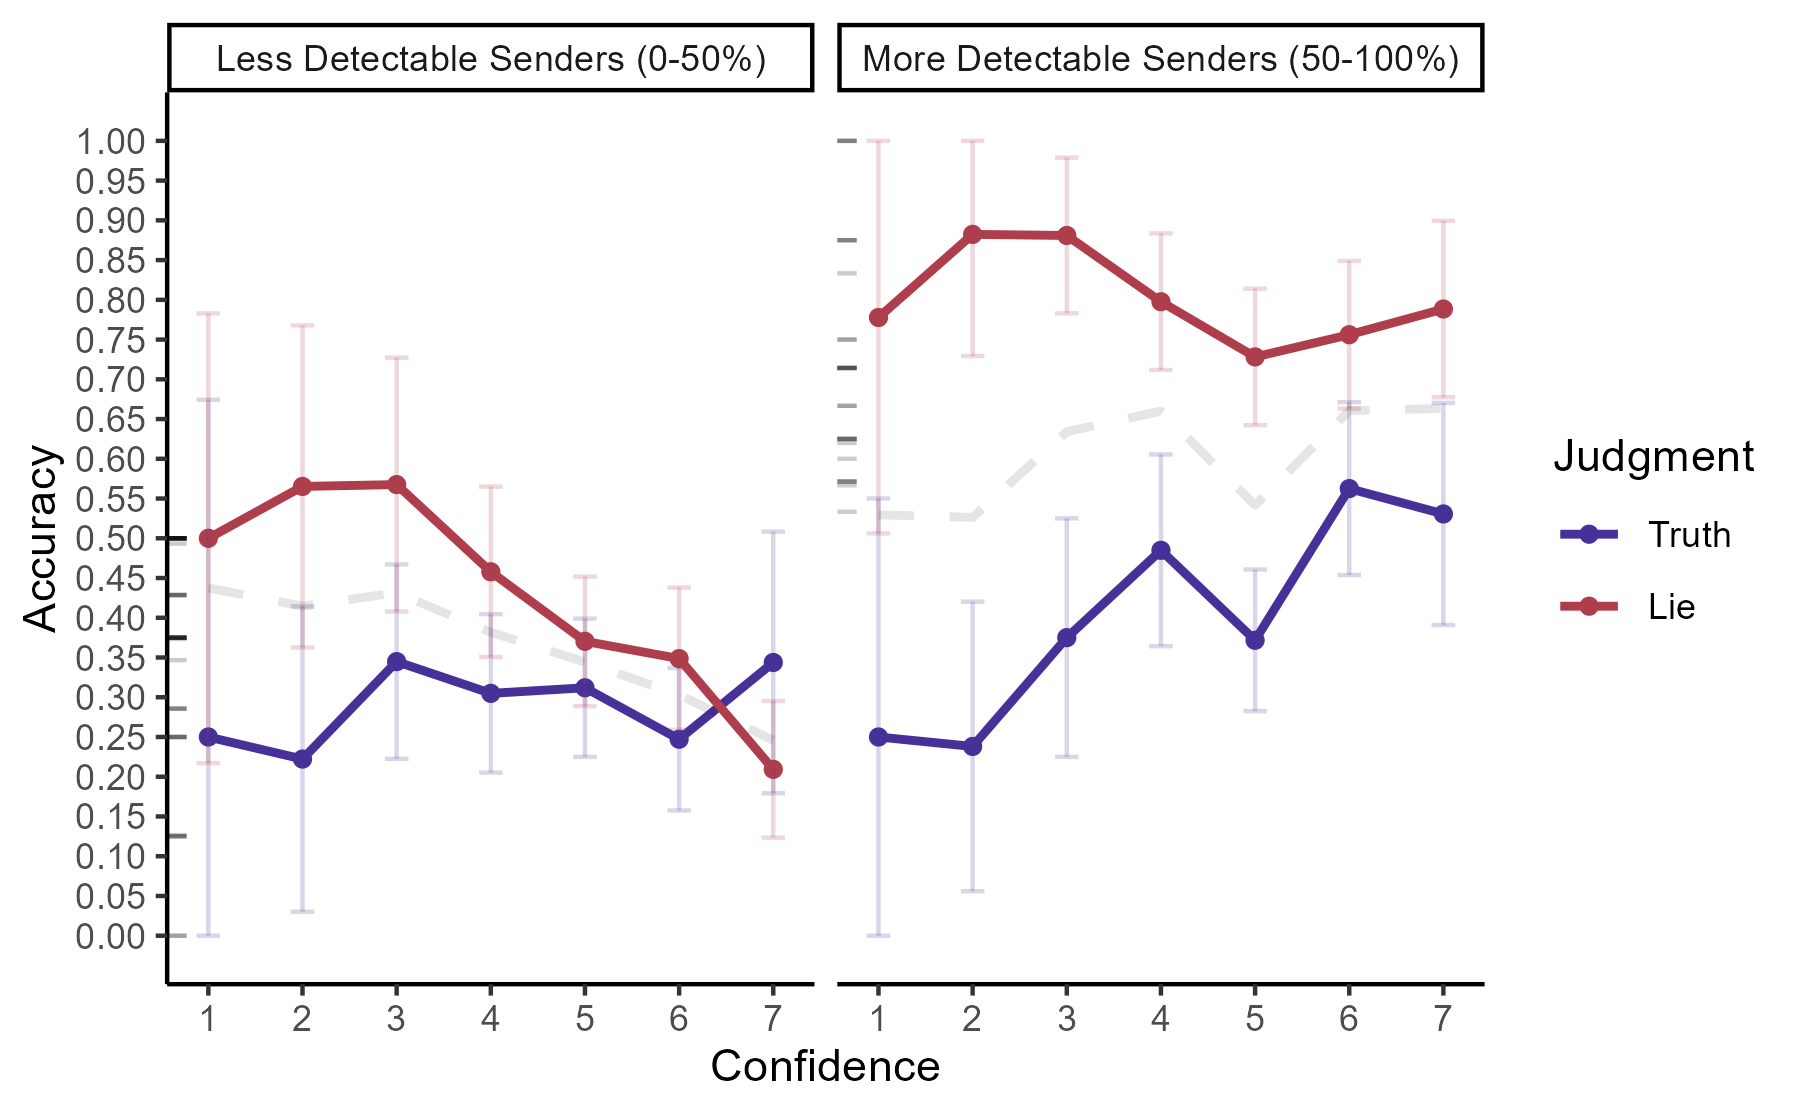 Less Detectable Senders (0-50%)
More Detectable Senders (50-100%)
1.00
0.95
0.90
0.85
0.80
0.75
0.70
0.65
0.60
0.55
0.50
0.45
0.40
0.35
0.30
0.25
0.20
0.15
0.10
0.05
0.00
Accuracy
1 2 3 4 5 6 7
1 2 3 4 5 6 7
Confidence
Judgment
Truth
Lie